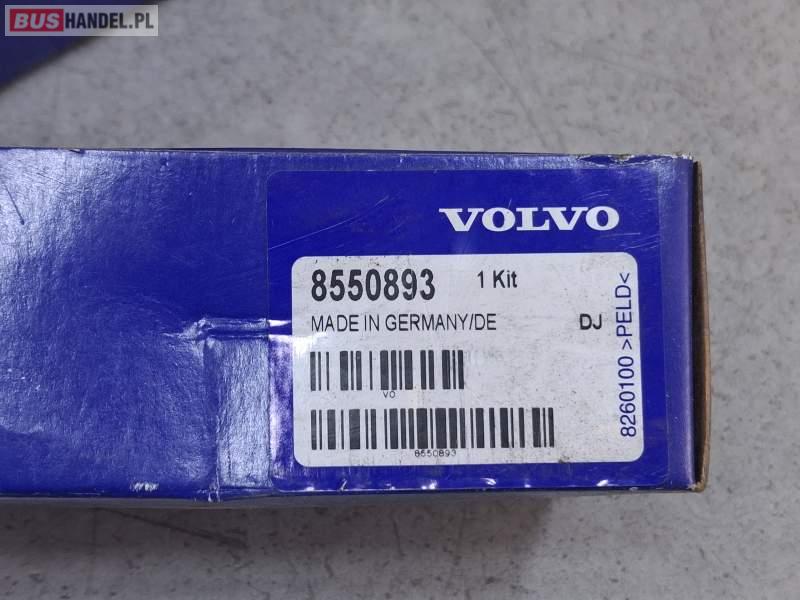 BUSHANDEL.PL
VOLVO
8550893 1 Kit
MADE IN GERMANY/DE DJ
VO
8550893
8260100 >PELD<